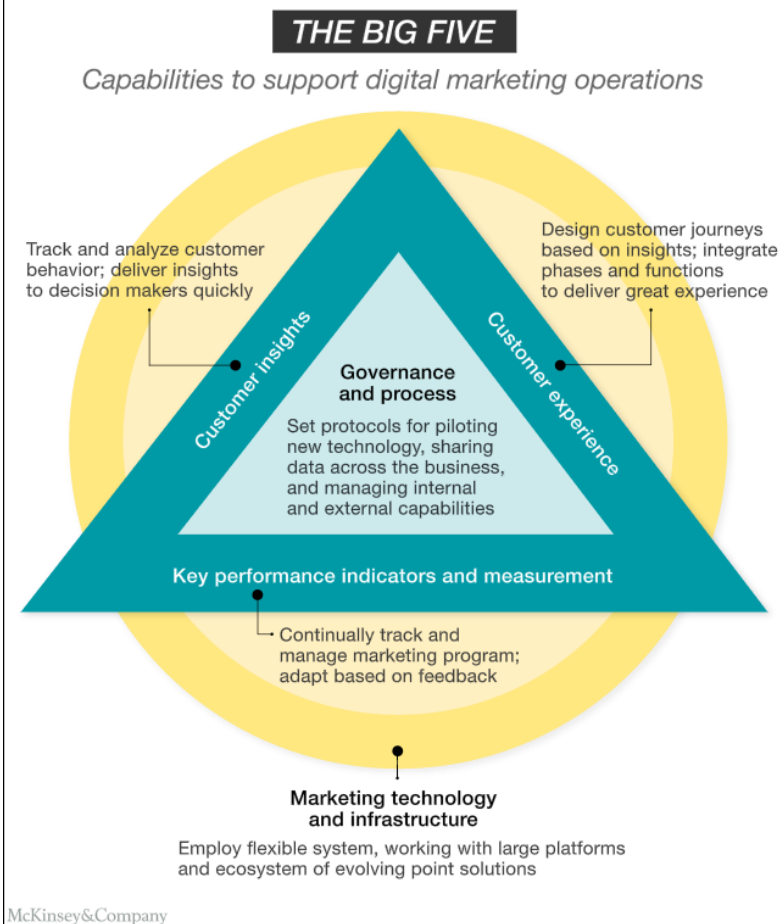 THE BIG FIVE
Capabilities to support digital marketing operations
Track and analyze customer
behavior; deliver insights
to decision makers quickly
Design customer journeys
based on insights; integrate
phases and functions
to deliver great experience
Customer insights
Customer experience
Governance
and process
Set protocols for piloting
new technology, sharing
data across the business,
and managing internal
and external capabilities
Key performance indicators and measurement
Continually track and
manage marketing program;
adapt based on feedback
Marketing technology
and infrastructure
Employ flexible system, working with large platforms
and ecosystem of evolving point solutions
McKinsey&Company